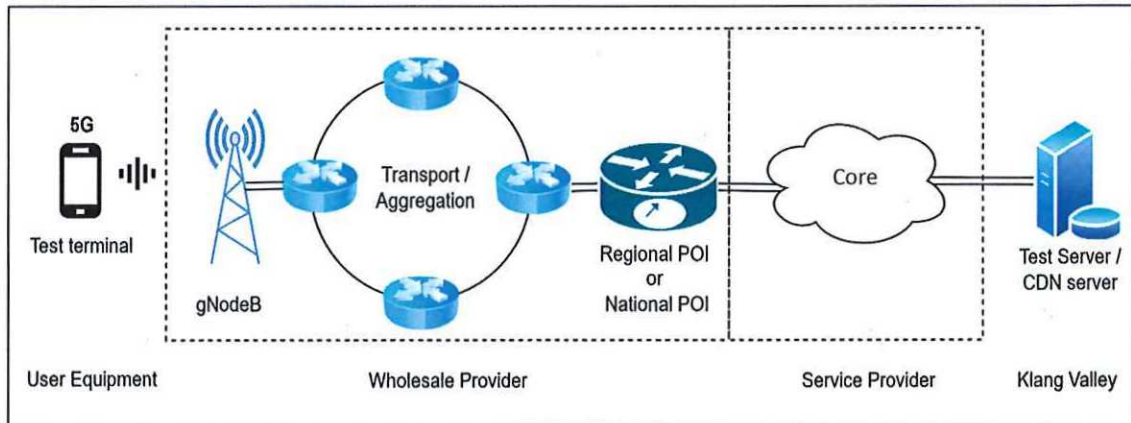 5G
Test terminal
gNodeB
Transport /
Aggregation
Regional POI
or
National POI
Core
Test Server /
CDN server
User Equipment
Wholesale Provider
Service Provider
Klang Valley